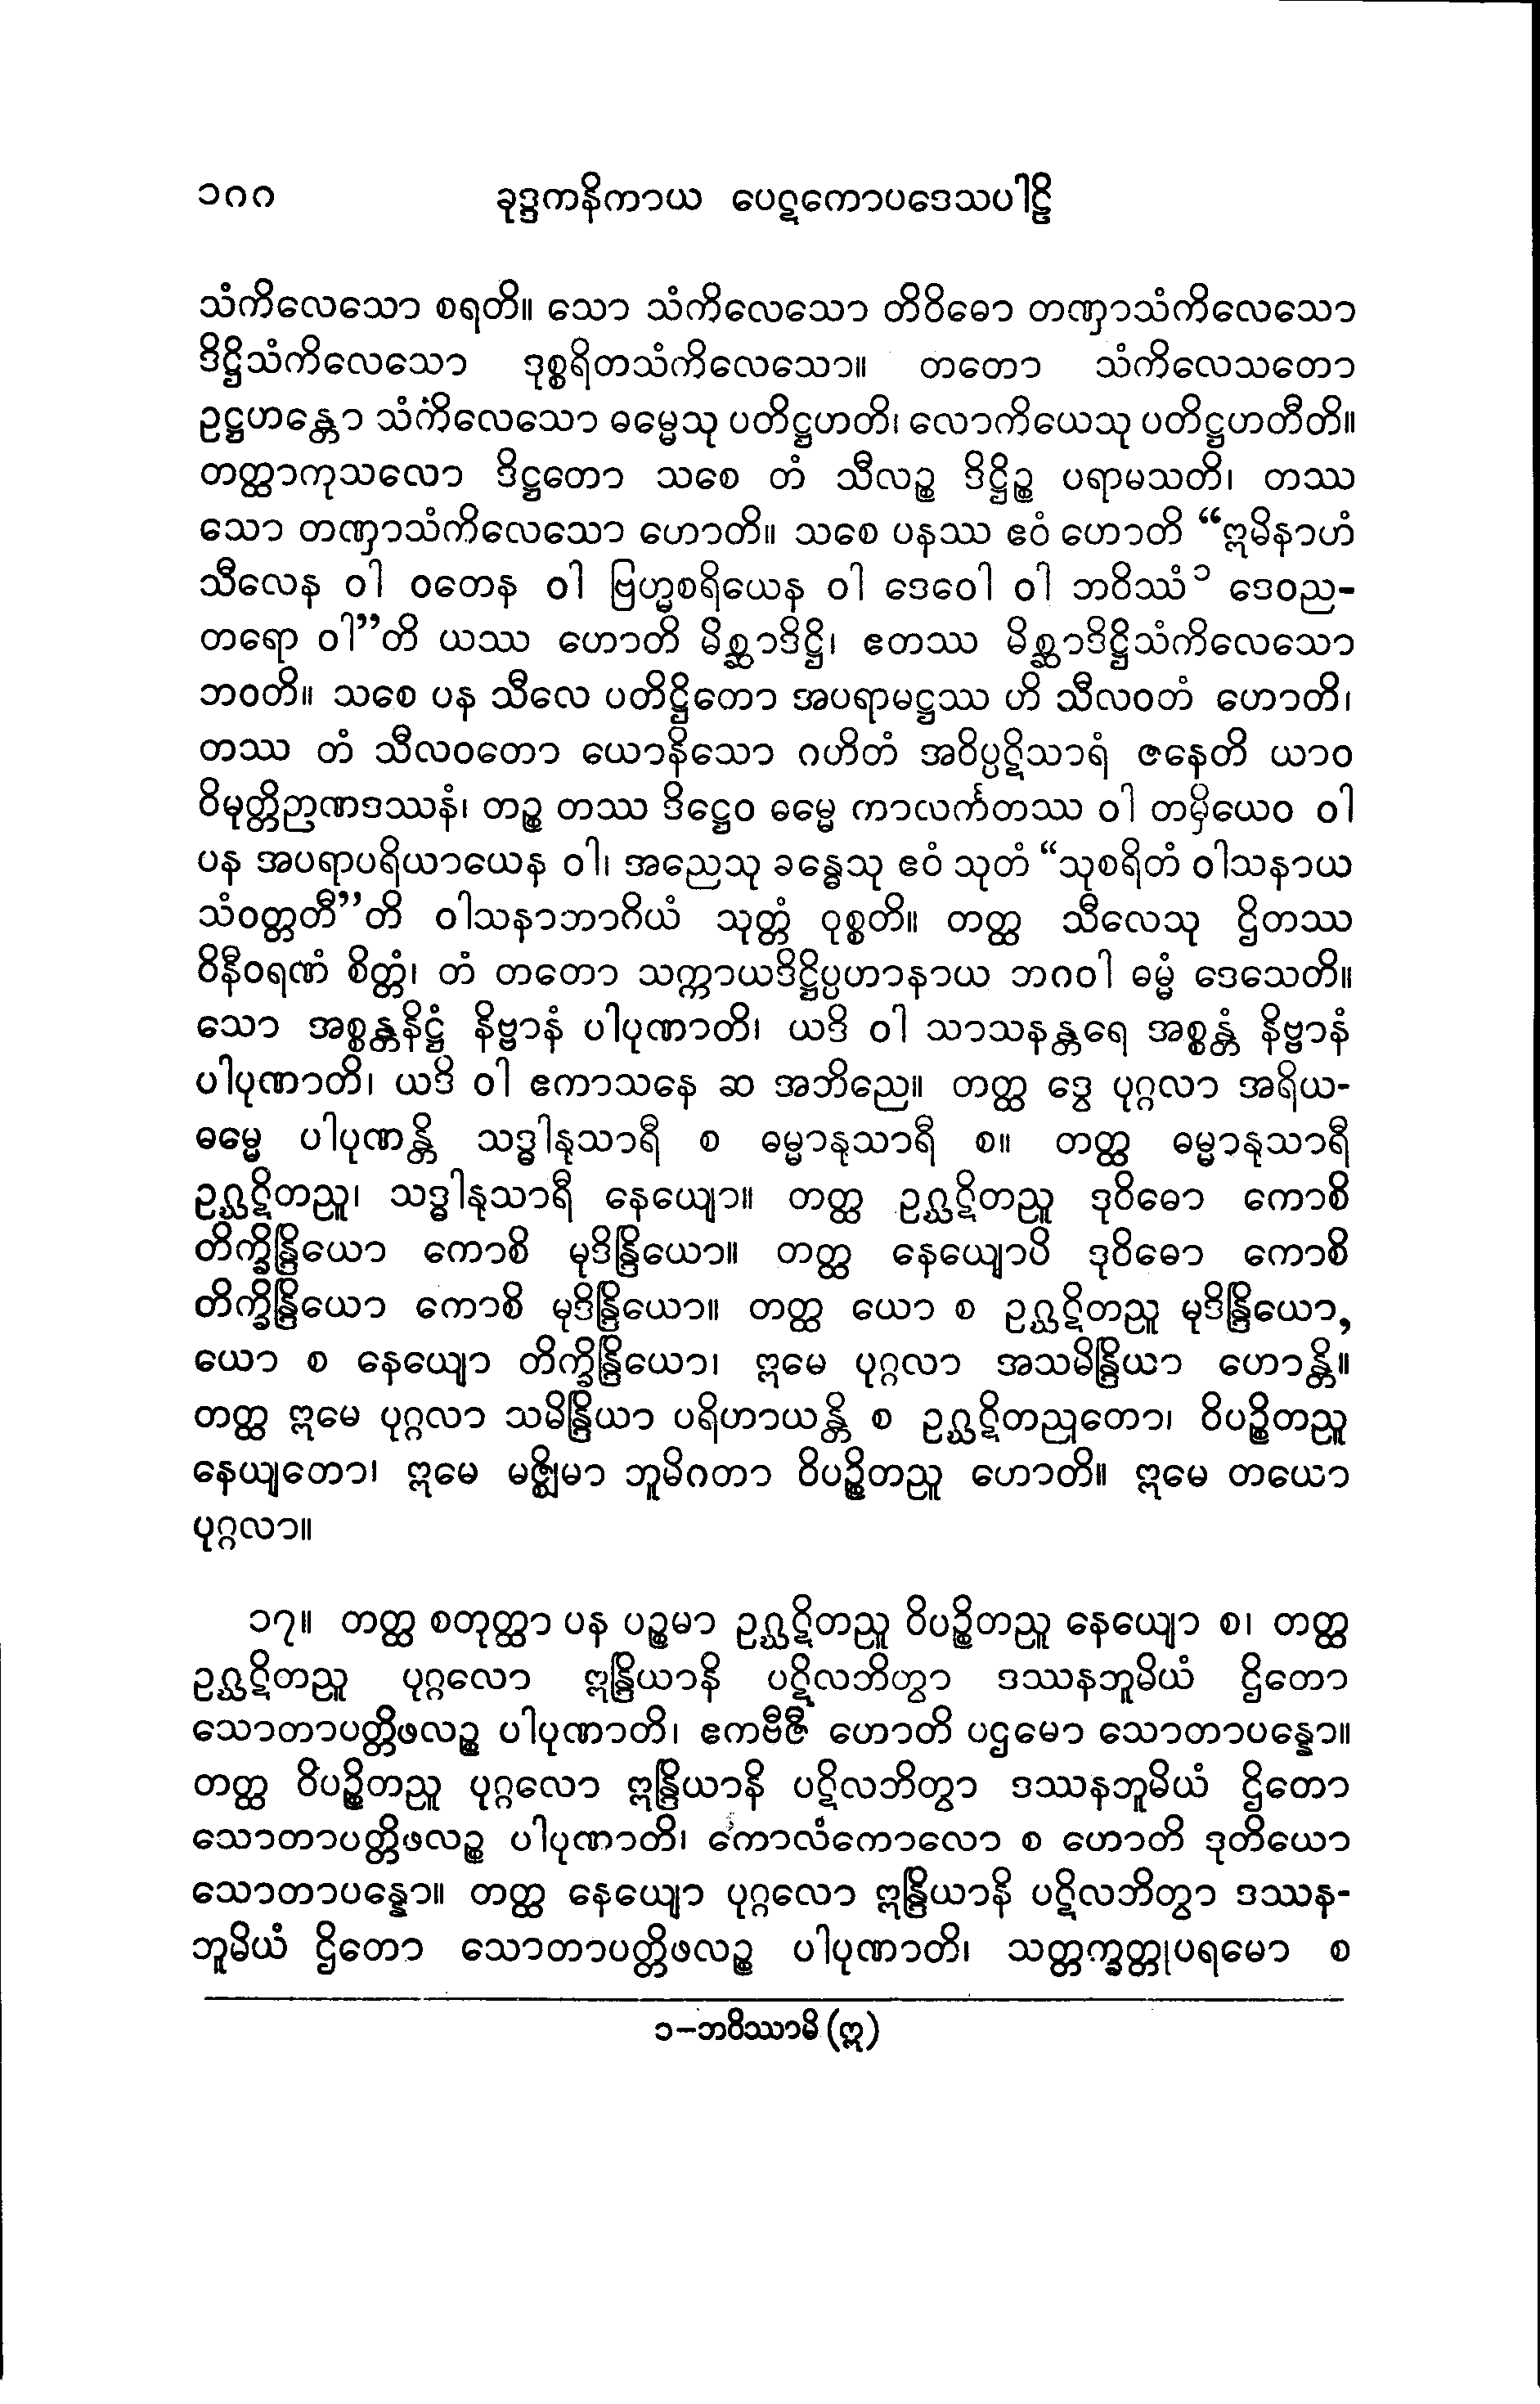 ၁၈၈ ခုဒ္ဒကနိကာယ ပေဋကောပဒေသပါဠိ
သံကိလေသော စရတိ။ သော သံကိလေသော တိဝိဓော တဏှာသံကိလေသော
ဒိဋ္ဌိသံကိလေသော ဒုစ္စရိတသံကိလေသော။ တတော သံကိလေသတော
ဥဋ္ဌဟန္တော သံကိလေသော ဓမ္မေသု ပတိဋ္ဌဟတိ၊ လောကိယေသု ပတိဋ္ဌဟတီတိ။
တတ္ထာကုသလော ဒိဋ္ဌတော သစေ တံ သီလဉ္စ ဒိဋ္ဌိဉ္စ ပရာမသတိ၊ တဿ
သော တဏှာသံကိလေသော ဟောတိ။ သစေ ပနဿ ဧဝံ ဟောတိ “ဣမိနာဟံ
သီလေန ဝါ ဝတေန ဝါ ဗြဟ္မစရိယေန ဝါ ဒေဝေါ ဝါ ဘဝိဿံ၁ ဒေဝည-
တရော ဝါ”တိ ယဿ ဟောတိ မိစ္ဆာဒိဋ္ဌိ၊ ဧတဿ မိစ္ဆာဒိဋ္ဌိသံကိလေသော
ဘဝတိ။ သစေ ပန သီလေ ပတိဋ္ဌိတော အပရာမဋ္ဌဿ ဟိ သီလဝတံ ဟောတိ၊
တဿ တံ သီလဝတော ယောနိသော ဂဟိတံ အဝိပ္ပဋိသာရံ ဇနေတိ ယာဝ
ဝိမုတ္တိဉာဏဒဿနံ၊ တဉ္စ တဿ ဒိဋ္ဌေဝ ဓမ္မေ ကာလင်္ကတဿ ဝါ တမှိယေဝ ဝါ
ပန အပရာပရိယာယေန ဝါ၊ အညေသု ခန္ဓေသု ဧဝံ သုတံ “သုစရိတံ ဝါသနာယ
သံဝတ္တတီ”တိ ဝါသနာဘာဂိယံ သုတ္တံ ဝုစ္စတိ။ တတ္ထ သီလေသု ဌိတဿ
ဝိနီဝရဏံ စိတ္တံ၊ တံ တတော သက္ကာယဒိဋ္ဌိပ္ပဟာနာယ ဘဂဝါ ဓမ္မံ ဒေသေတိ။
သော အစ္စန္တနိဋ္ဌံ နိဗ္ဗာနံ ပါပုဏာတိ၊ ယဒိ ဝါ သာသနန္တရေ အစ္စန္တံ နိဗ္ဗာနံ
ပါပုဏာတိ၊ ယဒိ ဝါ ဧကာသနေ ဆ အဘိညေ။ တတ္ထ ဒွေ ပုဂ္ဂလာ အရိယ-
ဓမ္မေ ပါပုဏန္တိ သဒ္ဓါနုသာရီ စ ဓမ္မာနုသာရီ စ။ တတ္ထ ဓမ္မာနုသာရီ
ဥဂ္ဃဋိတညူ၊ သဒ္ဓါနုသာရီ နေယျော။ တတ္ထ ဥဂ္ဃဋိတညူ ဒုဝိဓော ကောစိ
တိက္ခိန္ဒြိယော ကောစိ မုဒိန္ဒြိယော။ တတ္ထ နေယျောပိ ဒုဝိဓော ကောစိ
တိက္ခိန္ဒြိယော ကောစိ မုဒိန္ဒြိယော။ တတ္ထ ယော စ ဥဂ္ဃဋိတညူ မုဒိန္ဒြိယော,
ယော စ နေယျော တိက္ခိန္ဒြိယော၊ ဣမေ ပုဂ္ဂလာ အသမိန္ဒြိယာ ဟောန္တိ။
တတ္ထ ဣမေ ပုဂ္ဂလာ သမိန္ဒြိယာ ပရိဟာယန္တိ စ ဥဂ္ဃဋိတညုတော၊ ဝိပဉ္စိတညူ
နေယျတော၊ ဣမေ မဇ္ဈိမာ ဘူမိဂတာ ဝိပဉ္စိတညူ ဟောတိ။ ဣမေ တယော
ပုဂ္ဂလာ။
၁၇။ တတ္ထ စတုတ္ထာ ပန ပဉ္စမာ ဥဂ္ဃဋိတညူ ဝိပဉ္စိတညူ နေယျော စ၊ တတ္ထ
ဥဂ္ဃဋိတညူ ပုဂ္ဂလော ဣန္ဒြိယာနိ ပဋိလဘိတွာ ဒဿနဘူမိယံ ဌိတော
သောတာပတ္တိဖလဉ္စ ပါပုဏာတိ၊ ဧကဗီဇီ ဟောတိ ပဌမော သောတာပန္နော။
တတ္ထ ဝိပဉ္စိတညူ ပုဂ္ဂလော ဣန္ဒြိယာနိ ပဋိလဘိတွာ ဒဿနဘူမိယံ ဌိတော
သောတာပတ္တိဖလဉ္စ ပါပုဏာတိ၊ ကောလံကောလော စ ဟောတိ ဒုတိယော
သောတာပန္နော။ တတ္ထ နေယျော ပုဂ္ဂလော ဣန္ဒြိယာနိ ပဋိလဘိတွာ ဒဿန-
ဘူမိယံ ဌိတော သောတာပတ္တိဖလဉ္စ ပါပုဏာတိ၊ သတ္တက္ခတ္တုပရမော စ
၁–ဘဝိဿာမိ (ဣ)